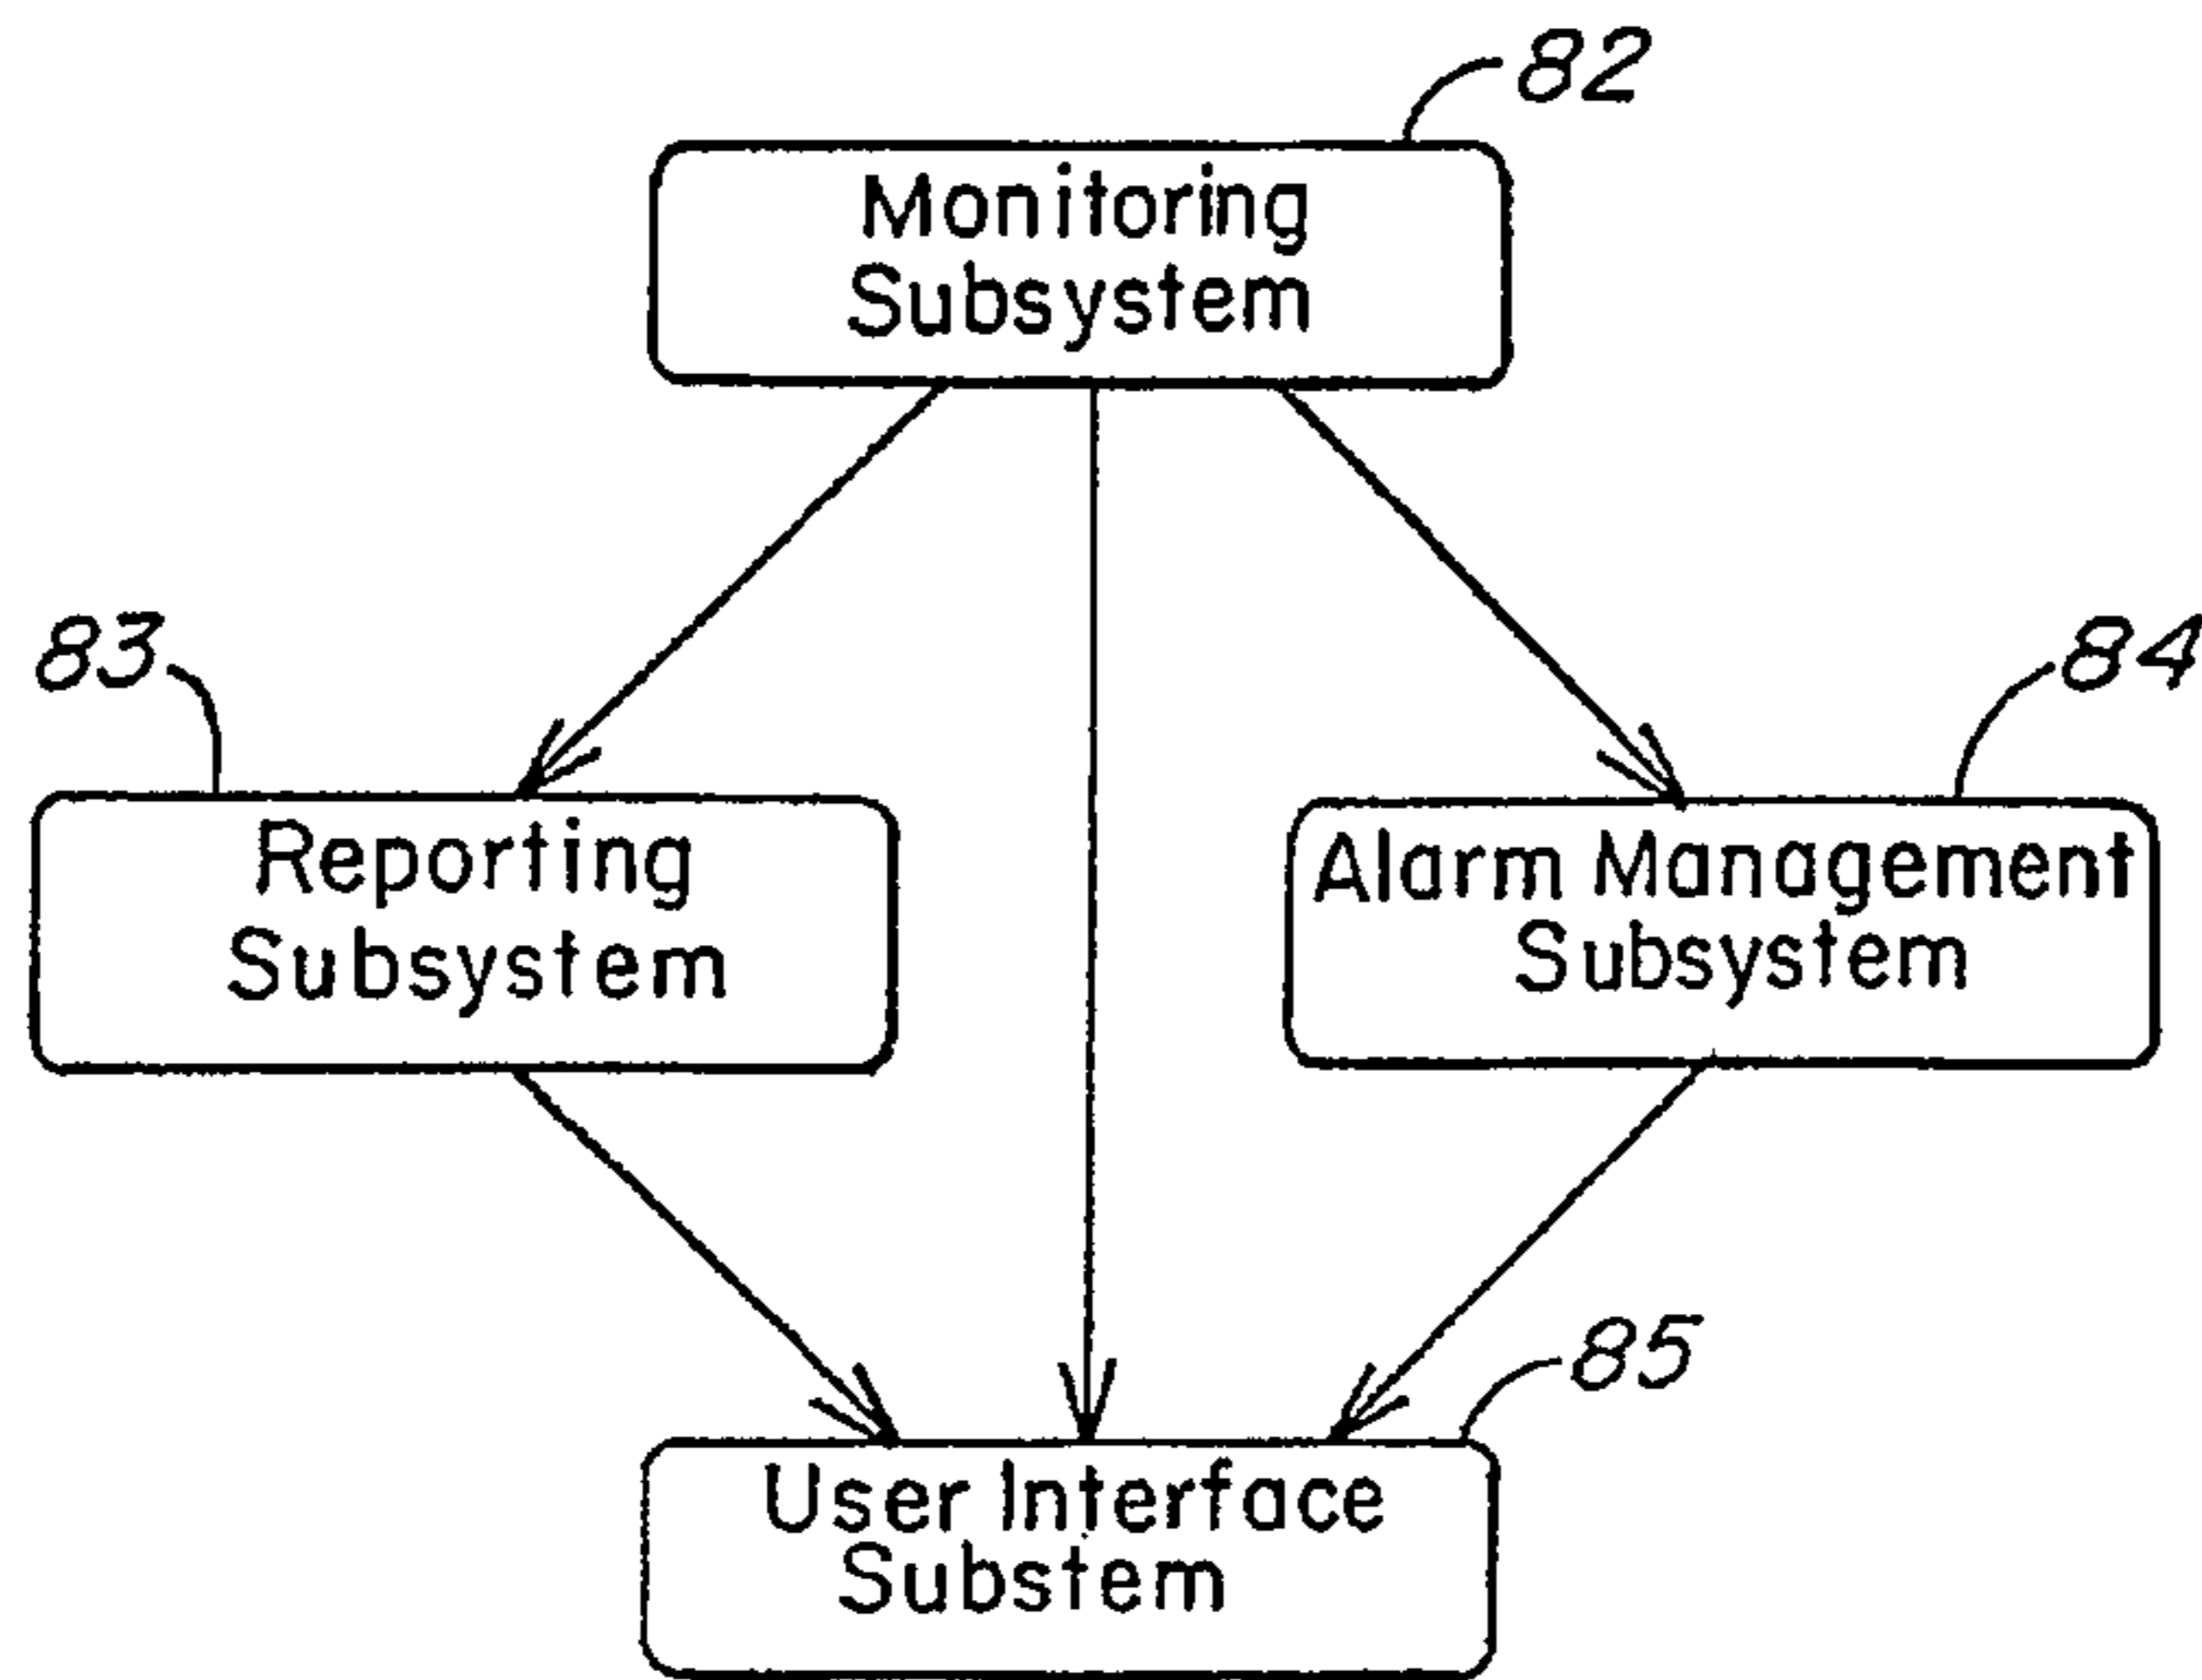 82
Monitoring
Subsystem
83
84
Reporting
Subsystem
Alarm Management
Subsystem
85
User Interface
Substem